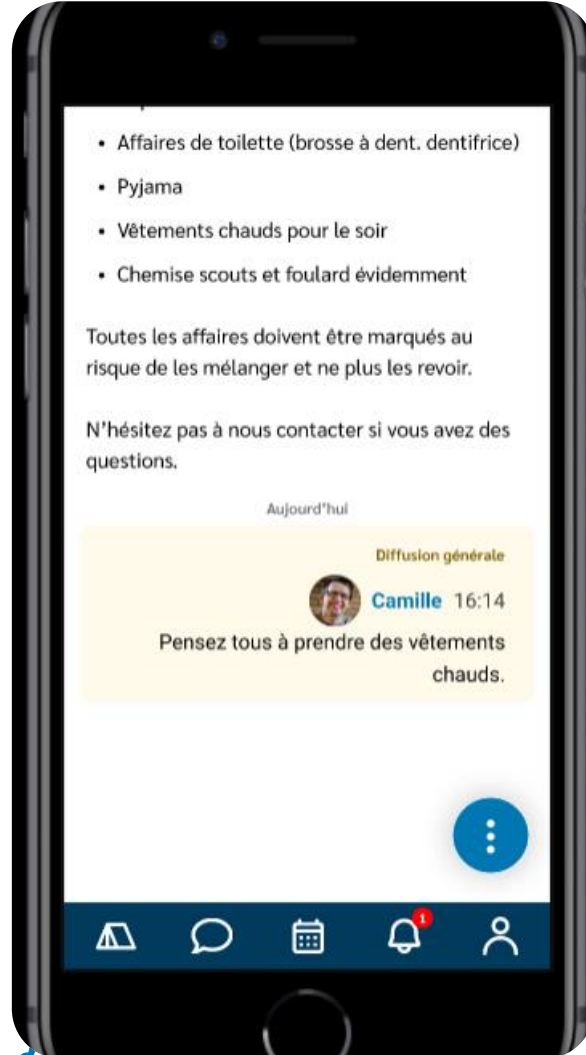 • Affaires de toilette (brosse à dent. dentifrice)
• Pyjama
• Vêtements chauds pour le soir
• Chemise scouts et foulard évidemment
Toutes les affaires doivent être marqués au
risque de les mélanger et ne plus les revoir.
N'hésitez pas à nous contacter si vous avez des
questions.
Aujourd'hui
Diffusion générale
Camille 16:14
Pensez tous à prendre des vêtements
chauds.
1